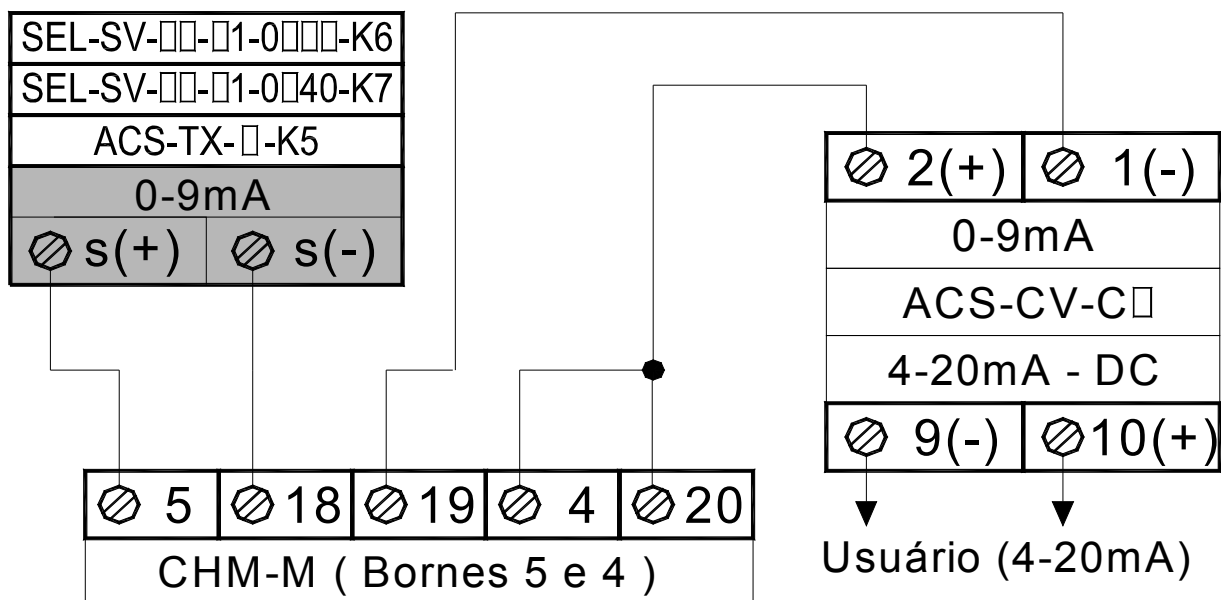 SEL-SV-▯▯-▯1-0▯▯▯-K6
SEL-SV-▯▯-▯1-0▯40-K7
ACS-TX-▯-K5
0-9mA
s(+) s(-)
2(+) 1(-)
0-9mA
ACS-CV-C▯
4-20mA - DC
9(-) 10(+)
Usuário (4-20mA)
5 18 19 4 20
CHM-M ( Bornes 5 e 4 )